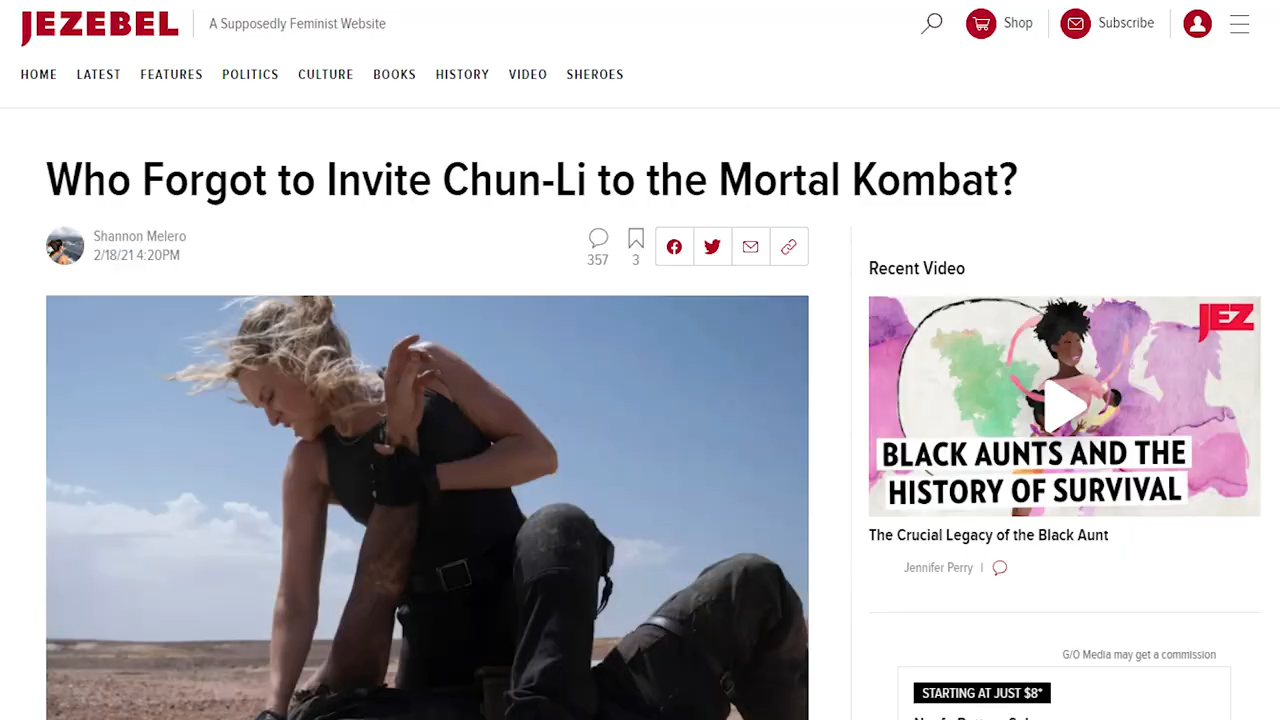 JEZEBEL
A Supposedly Feminist Website
Shop
Subscribe
HOME LATEST FEATURES POLITICS CULTURE BOOKS HISTORY VIDEO SHEROES
Who Forgot to Invite Chun-Li to the Mortal Kombat?
Shannon Melero
2/18/21 4:20PM
357
3
Recent Video
JEZ
BLACK AUNTS AND THE
HISTORY OF SURVIVAL
The Crucial Legacy of the Black Aunt
Jennifer Perry |
G/O Media may get a commission
STARTING AT JUST $8*